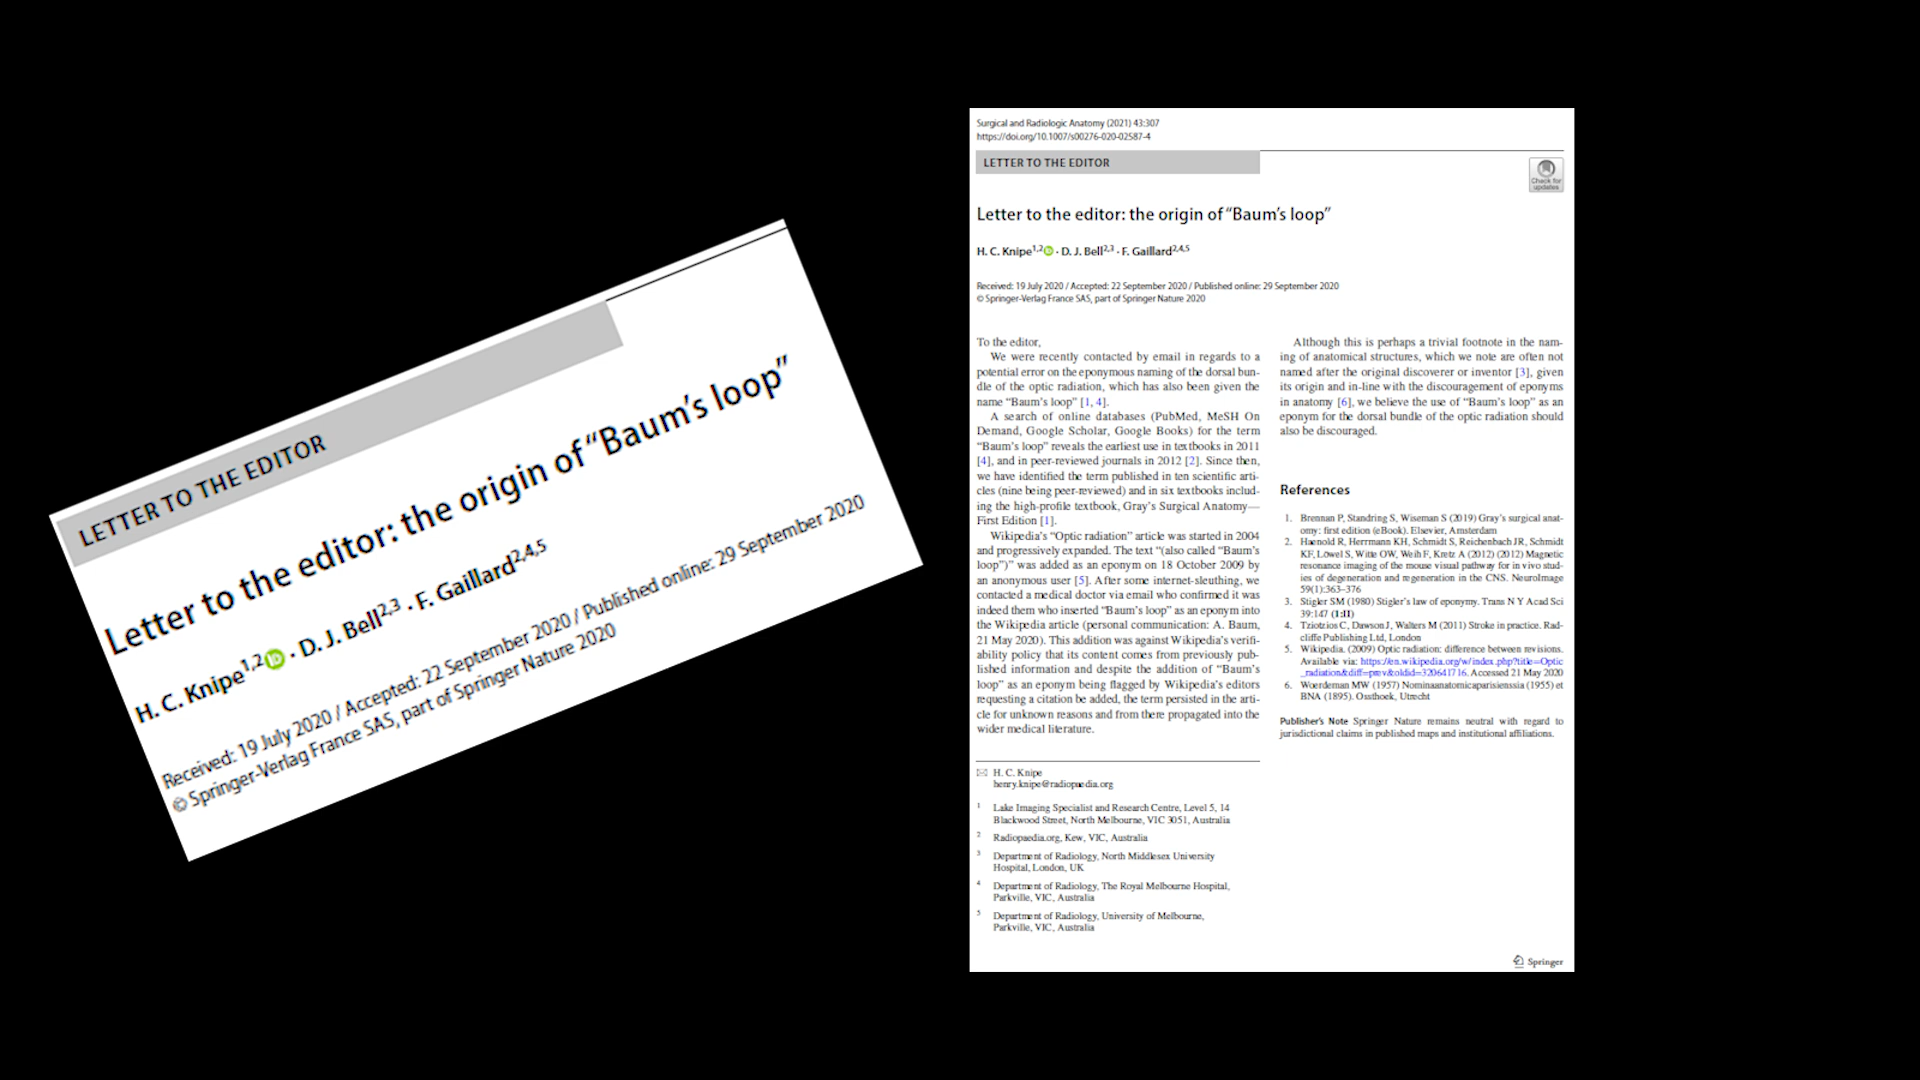 LETTER TO THE EDITOR
Letter to the editor: the origin of “Baum’s loop”
H. C. Knipe1,2 · D. J. Bell2,3 · F. Gaillard2,4,5
Received: 19 July 2020 / Accepted: 22 September 2020 / Published online: 29 September 2020
© Springer-Verlag France SAS, part of Springer Nature 2020
Surgical and Radiologic Anatomy (2021) 43:307
https://doi.org/10.1007/s00276-020-02587-4
LETTER TO THE EDITOR
Check for
updates
Letter to the editor: the origin of “Baum’s loop”
H. C. Knipe1,2 · D. J. Bell2,3 · F. Gaillard2,4,5
Received: 19 July 2020 / Accepted: 22 September 2020 / Published online: 29 September 2020
© Springer-Verlag France SAS, part of Springer Nature 2020
To the editor,
We were recently contacted by email in regards to a
potential error on the eponymous naming of the dorsal bun-
dle of the optic radiation, which has also been given the
name “Baum’s loop” [1, 4].
A search of online databases (PubMed, MeSH On
Demand, Google Scholar, Google Books) for the term
“Baum’s loop” reveals the earliest use in textbooks in 2011
[4], and in peer-reviewed journals in 2012 [2]. Since then,
we have identified the term published in ten scientific arti-
cles (nine being peer-reviewed) and in six textbooks includ-
ing the high-profile textbook, Gray’s Surgical Anatomy—
First Edition [1].
Wikipedia’s “Optic radiation” article was started in 2004
and progressively expanded. The text “(also called “Baum’s
loop”)” was added as an eponym on 18 October 2009 by
an anonymous user [5]. After some internet-sleuthing, we
contacted a medical doctor via email who confirmed it was
indeed them who inserted “Baum’s loop” as an eponym into
the Wikipedia article (personal communication: A. Baum,
21 May 2020). This addition was against Wikipedia’s verifi-
ability policy that its content comes from previously pub-
lished information and despite the addition of “Baum’s
loop” as an eponym being flagged by Wikipedia’s editors
requesting a citation be added, the term persisted in the arti-
cle for unknown reasons and from there propagated into the
wider medical literature.
H. C. Knipe
henry.knipe@radiopaedia.org
1 Lake Imaging Specialist and Research Centre, Level 5, 14
Blackwood Street, North Melbourne, VIC 3051, Australia
2 Radiopaedia.org, Kew, VIC, Australia
3 Department of Radiology, North Middlesex University
Hospital, London, UK
4 Department of Radiology, The Royal Melbourne Hospital,
Parkville, VIC, Australia
5 Department of Radiology, University of Melbourne,
Parkville, VIC, Australia
Although this is perhaps a trivial footnote in the nam-
ing of anatomical structures, which we note are often not
named after the original discoverer or inventor [3], given
its origin and in-line with the discouragement of eponyms
in anatomy [6], we believe the use of “Baum’s loop” as an
eponym for the dorsal bundle of the optic radiation should
also be discouraged.
References
1. Brennan P, Standring S, Wiseman S (2019) Gray’s surgical anat-
omy: first edition (eBook). Elsevier, Amsterdam
2. Haenold R, Herrmann KH, Schmidt S, Reichenbach JR, Schmidt
KF, Löwel S, Witte OW, Weih F, Kretz A (2012) (2012) Magnetic
resonance imaging of the mouse visual pathway for in vivo stud-
ies of degeneration and regeneration in the CNS. NeuroImage
59(1):363–376
3. Stigler SM (1980) Stigler’s law of eponymy. Trans N Y Acad Sci
39:147 (1:II)
4. Tziotzios C, Dawson J, Walters M (2011) Stroke in practice. Rad-
cliffe Publishing Ltd, London
5. Wikipedia. (2009) Optic radiation: difference between revisions.
Available via: https://en.wikipedia.org/w/index.php?title=Optic
_radiation&diff=prev&oldid=320641716. Accessed 21 May 2020
6. Woerdeman MW (1957) Nominaanatomicaparisienssia (1955) et
BNA (1895). Ossthoek, Utrecht
Publisher’s Note Springer Nature remains neutral with regard to
jurisdictional claims in published maps and institutional affiliations.
Springer